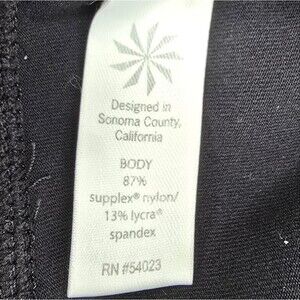 Designed in
Sonoma County,
California
BODY
87%
supplex® nylon/
13% lycra®
spandex
RN #54023